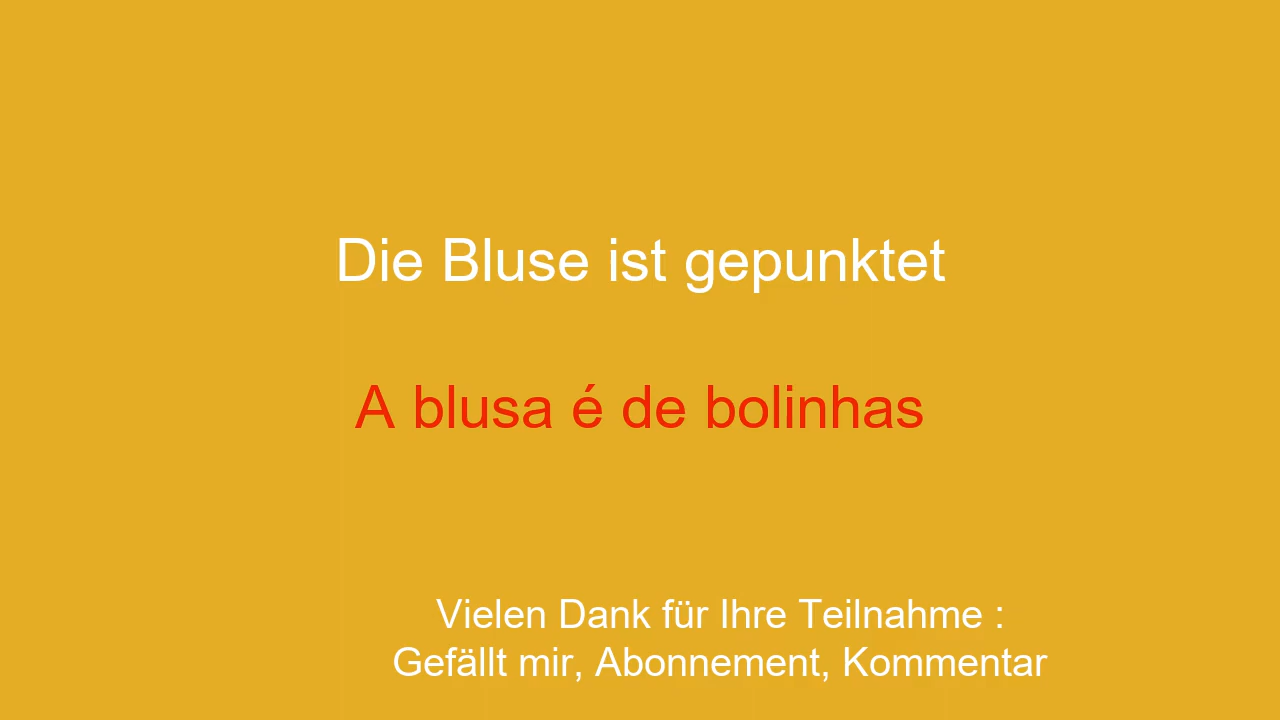 Die Bluse ist gepunktet
A blusa é de bolinhas
Vielen Dank für Ihre Teilnahme :
Gefällt mir, Abonnement, Kommentar